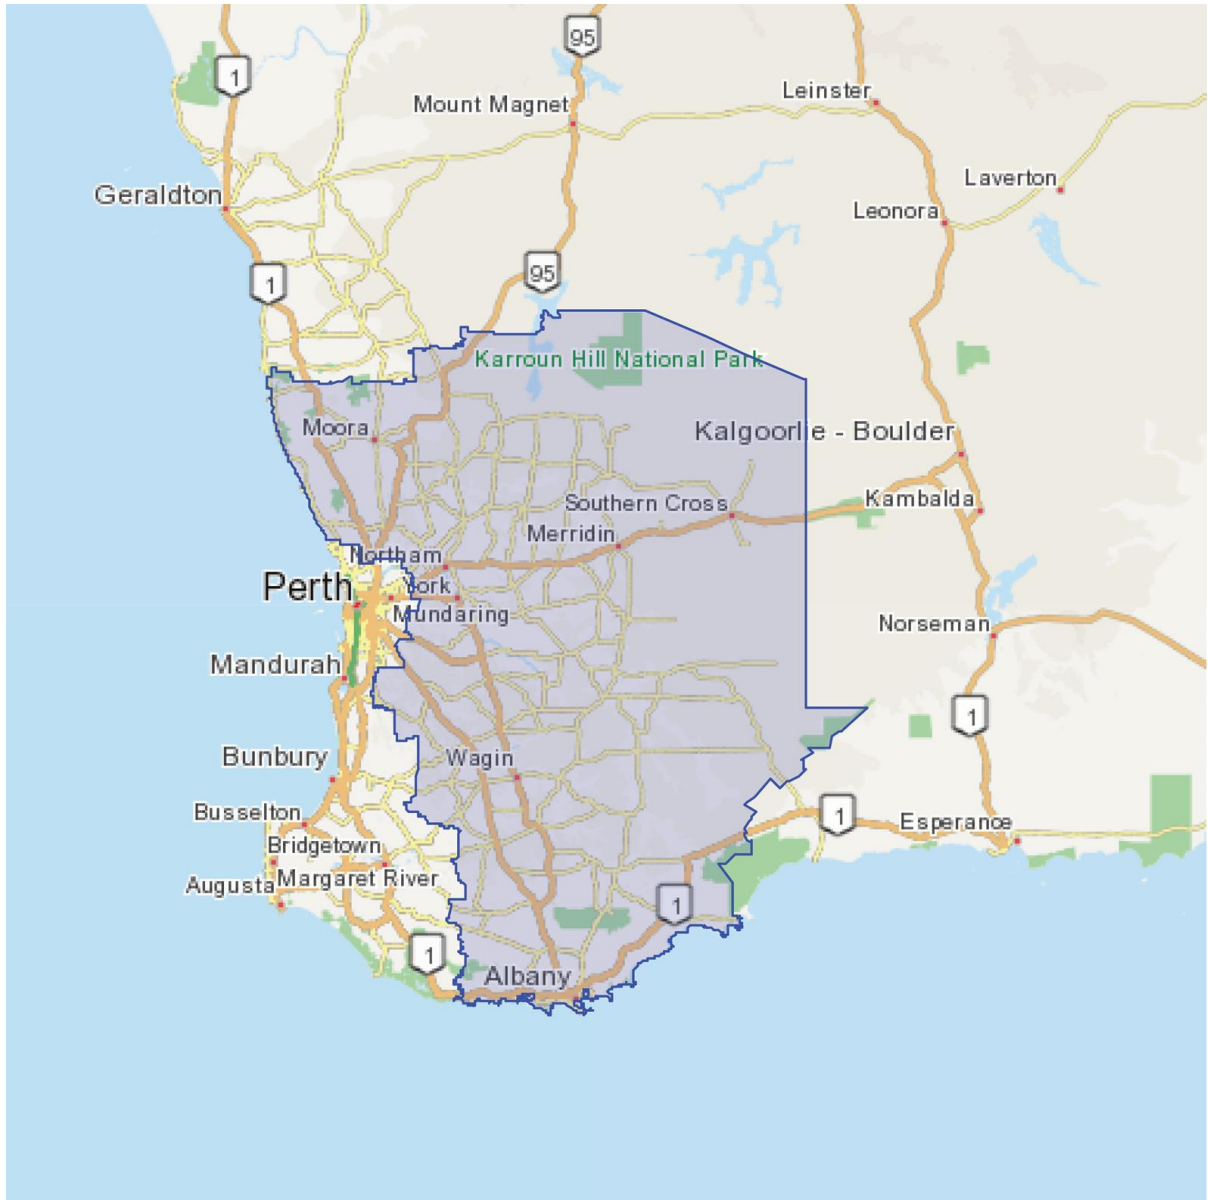 95
1
Leinster
Mount Magnet
Laverton
Geraldton
Leonora
95
1
Karroun Hill National Park
Moora
Kalgoorlie - Boulder
Southern Cross
Kambalda
Merridin
Northam
Perth
York
Mundaring
Norseman
Mandurah
1
Wagin
Bunbury
Busselton
1
Esperance
Bridgetown
Augusta
Margaret River
1
1
Albany